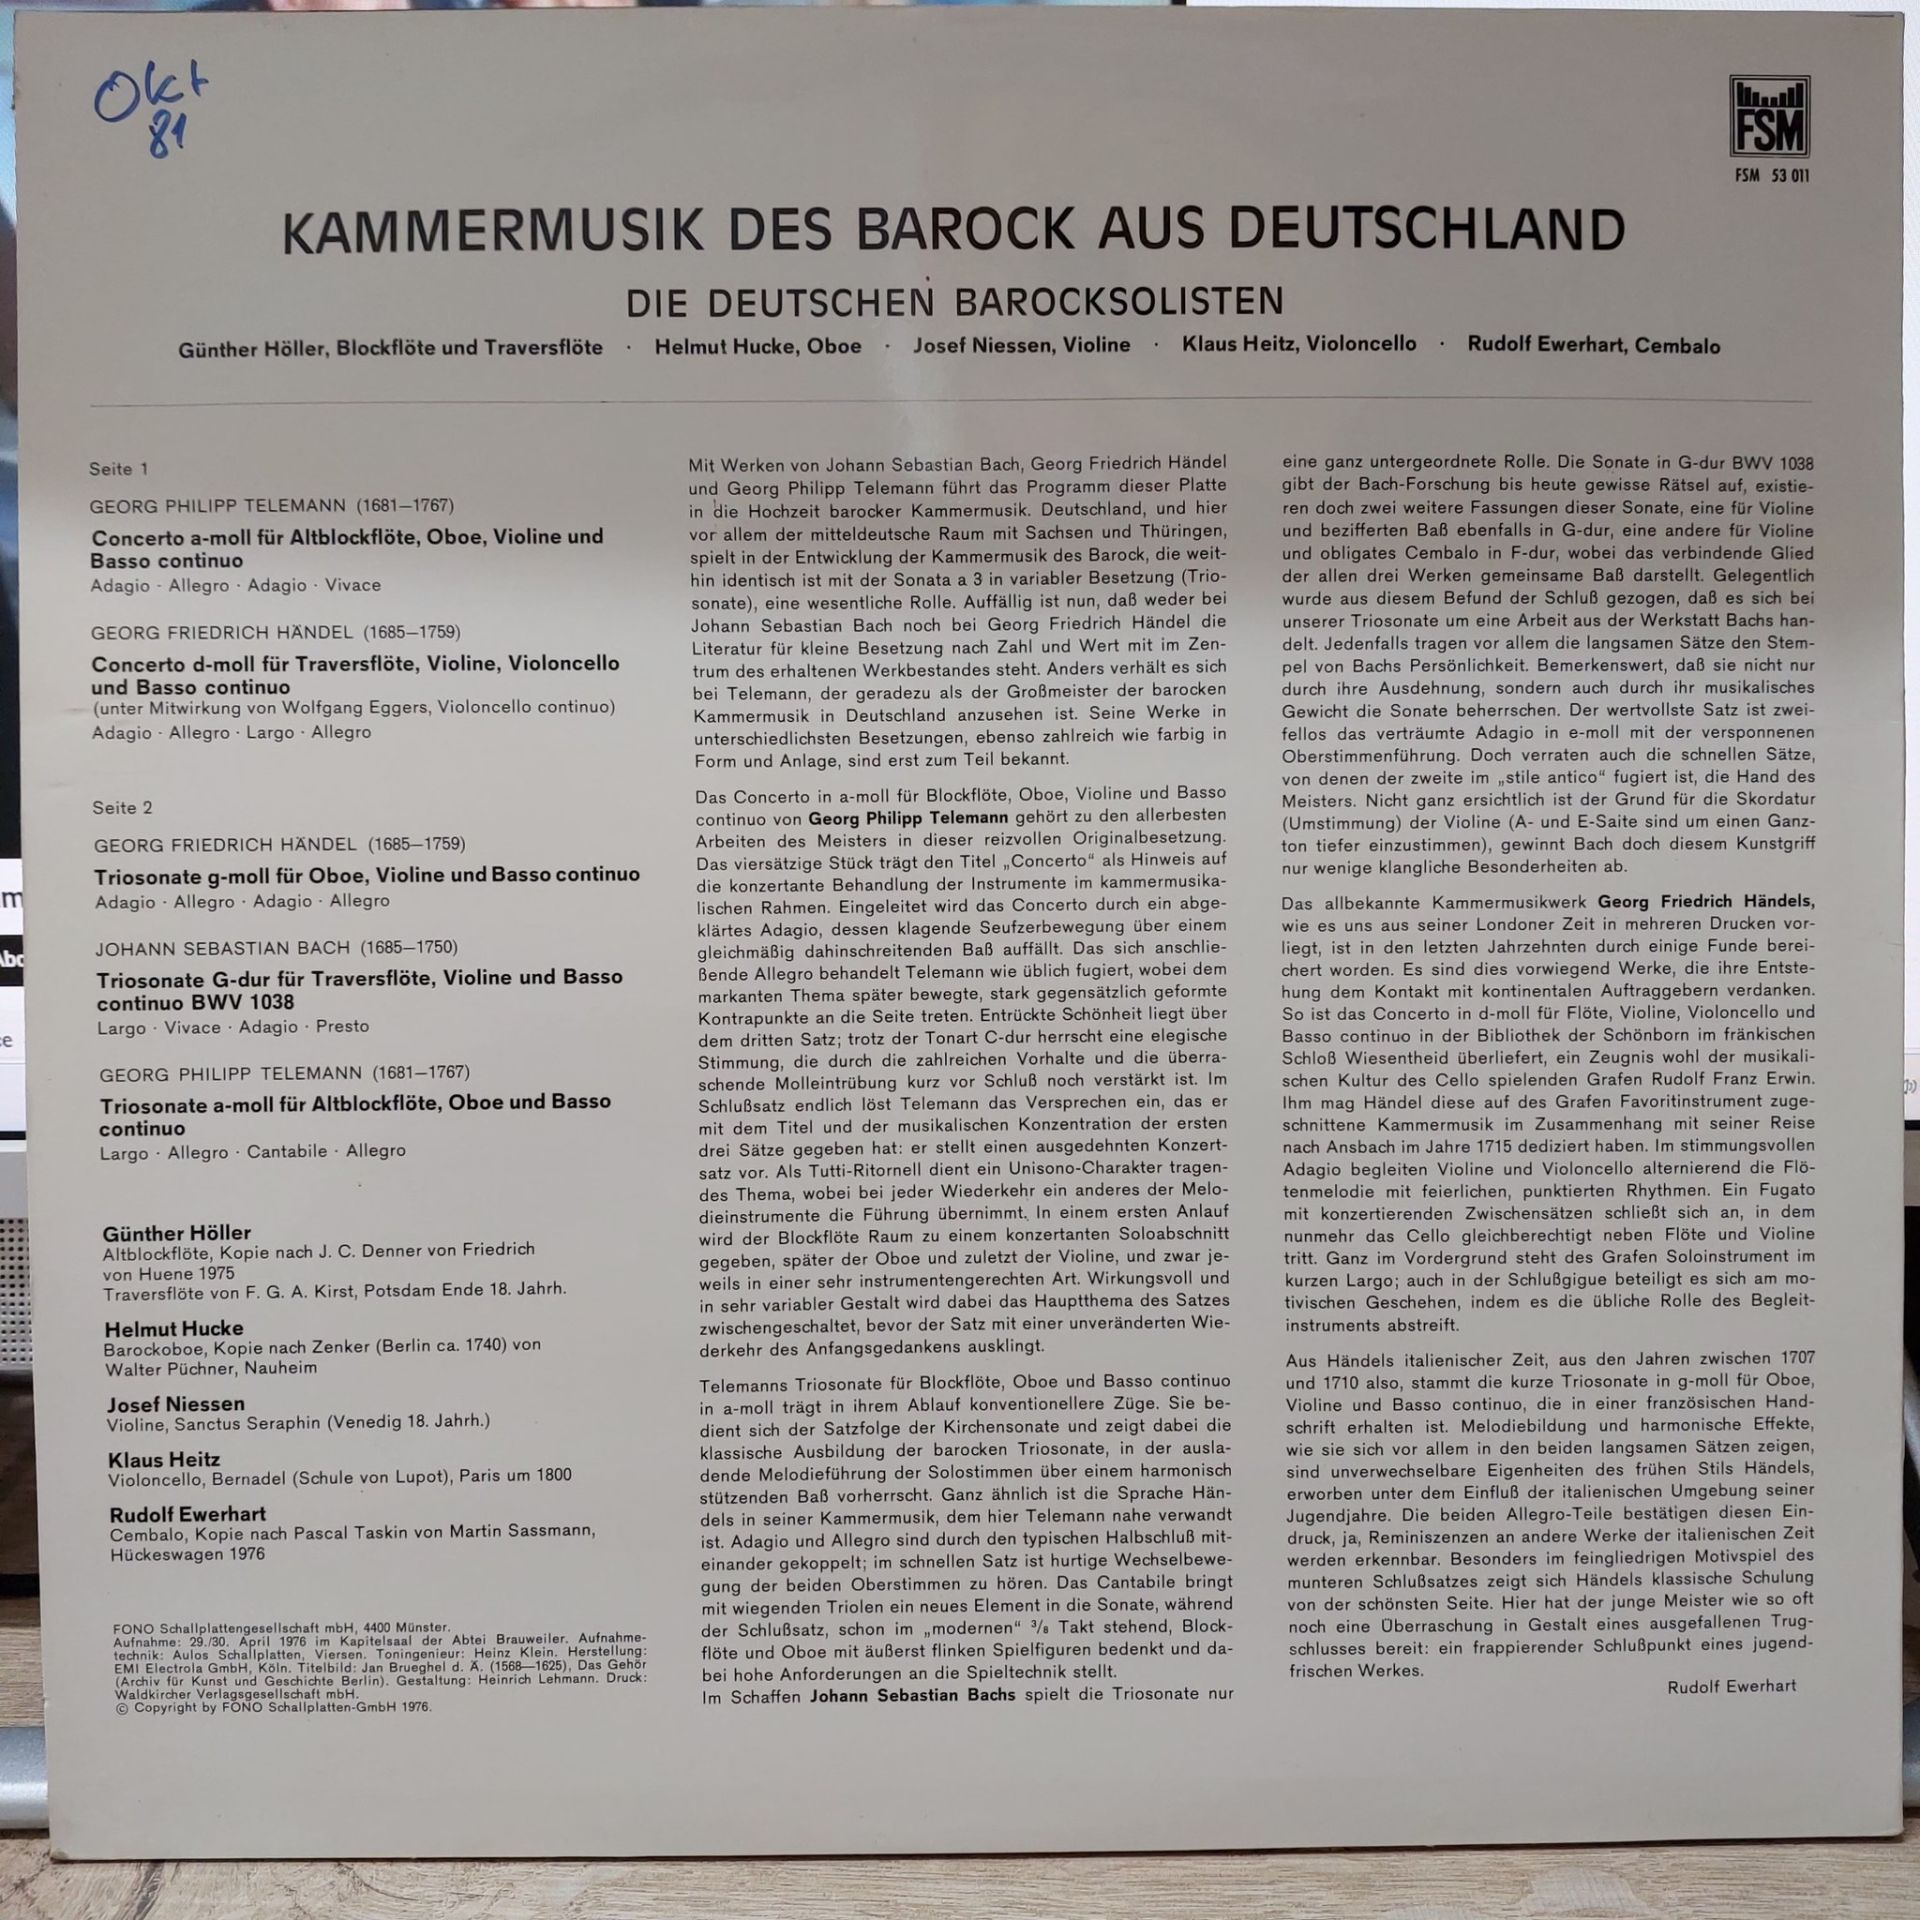 Okt
81
FSM
FSM 53 011
KAMMERMUSIK DES BAROCK AUS DEUTSCHLAND
DIE DEUTSCHEN BAROCKSOLISTEN
Günther Höller, Blockflöte und Traversflöte · Helmut Hucke, Oboe · Josef Niessen, Violine · Klaus Heitz, Violoncello · Rudolf Ewerhart, Cembalo
Seite 1
GEORG PHILIPP TELEMANN (1681—1767)
Concerto a-moll für Altblockflöte, Oboe, Violine und
Basso continuo
Adagio · Allegro · Adagio · Vivace
GEORG FRIEDRICH HÄNDEL (1685—1759)
Concerto d-moll für Traversflöte, Violine, Violoncello
und Basso continuo
(unter Mitwirkung von Wolfgang Eggers, Violoncello continuo)
Adagio · Allegro · Largo · Allegro
Seite 2
GEORG FRIEDRICH HÄNDEL (1685—1759)
Triosonate g-moll für Oboe, Violine und Basso continuo
Adagio · Allegro · Adagio · Allegro
JOHANN SEBASTIAN BACH (1685—1750)
Triosonate G-dur für Traversflöte, Violine und Basso
continuo BWV 1038
Largo · Vivace · Adagio · Presto
GEORG PHILIPP TELEMANN (1681—1767)
Triosonate a-moll für Altblockflöte, Oboe und Basso
continuo
Largo · Allegro · Cantabile · Allegro
Günther Höller
Altblockflöte, Kopie nach J. C. Denner von Friedrich
von Huene 1975
Traversflöte von F. G. A. Kirst, Potsdam Ende 18. Jahrh.
Helmut Hucke
Barockoboe, Kopie nach Zenker (Berlin ca. 1740) von
Walter Püchner, Nauheim
Josef Niessen
Violine, Sanctus Seraphin (Venedig 18. Jahrh.)
Klaus Heitz
Violoncello, Bernadel (Schule von Lupot), Paris um 1800
Rudolf Ewerhart
Cembalo, Kopie nach Pascal Taskin von Martin Sassmann,
Hückeswagen 1976
FONO Schallplattengesellschaft mbH, 4400 Münster.
Aufnahme: 29./30. April 1976 im Kapitelsaal der Abtei Brauweiler. Aufnahme-
technik: Aulos Schallplatten, Viersen. Toningenieur: Heinz Klein. Herstellung:
EMI Electrola GmbH, Köln. Titelbild: Jan Brueghel d. Ä. (1568—1625), Das Gehör
(Archiv für Kunst und Geschichte Berlin). Gestaltung: Heinrich Lehmann. Druck:
Waldkircher Verlagsgesellschaft mbH.
© Copyright by FONO Schallplatten-GmbH 1976.
Mit Werken von Johann Sebastian Bach, Georg Friedrich Händel
und Georg Philipp Telemann führt das Programm dieser Platte
in die Hochzeit barocker Kammermusik. Deutschland, und hier
vor allem der mitteldeutsche Raum mit Sachsen und Thüringen,
spielt in der Entwicklung der Kammermusik des Barock, die weit-
hin identisch ist mit der Sonata a 3 in variabler Besetzung (Trio-
sonate), eine wesentliche Rolle. Auffällig ist nun, daß weder bei
Johann Sebastian Bach noch bei Georg Friedrich Händel die
Literatur für kleine Besetzung nach Zahl und Wert mit im Zen-
trum des erhaltenen Werkbestandes steht. Anders verhält es sich
bei Telemann, der geradezu als der Großmeister der barocken
Kammermusik in Deutschland anzusehen ist. Seine Werke in
unterschiedlichsten Besetzungen, ebenso zahlreich wie farbig in
Form und Anlage, sind erst zum Teil bekannt.
Das Concerto in a-moll für Blockflöte, Oboe, Violine und Basso
continuo von Georg Philipp Telemann gehört zu den allerbesten
Arbeiten des Meisters in dieser reizvollen Originalbesetzung.
Das viersätzige Stück trägt den Titel „Concerto“ als Hinweis auf
die konzertante Behandlung der Instrumente im kammermusika-
lischen Rahmen. Eingeleitet wird das Concerto durch ein abge-
klärtes Adagio, dessen klagende Seufzerbewegung über einem
gleichmäßig dahinschreitenden Baß auffällt. Das sich anschlie-
ßende Allegro behandelt Telemann wie üblich fugiert, wobei dem
markanten Thema später bewegte, stark gegensätzlich geformte
Kontrapunkte an die Seite treten. Entrückte Schönheit liegt über
dem dritten Satz; trotz der Tonart C-dur herrscht eine elegische
Stimmung, die durch die zahlreichen Vorhalte und die überra-
schende Molleintrübung kurz vor Schluß noch verstärkt ist. Im
Schlußsatz endlich löst Telemann das Versprechen ein, das er
mit dem Titel und der musikalischen Konzentration der ersten
drei Sätze gegeben hat: er stellt einen ausgedehnten Konzert-
satz vor. Als Tutti-Ritornell dient ein Unisono-Charakter tragen-
des Thema, wobei bei jeder Wiederkehr ein anderes der Melo-
dieinstrumente die Führung übernimmt. In einem ersten Anlauf
wird der Blockflöte Raum zu einem konzertanten Soloabschnitt
gegeben, später der Oboe und zuletzt der Violine, und zwar je-
weils in einer sehr instrumentengerechten Art. Wirkungsvoll und
in sehr variabler Gestalt wird dabei das Hauptthema des Satzes
zwischengeschaltet, bevor der Satz mit einer unveränderten Wie-
derkehr des Anfangsgedankens ausklingt.
Telemanns Triosonate für Blockflöte, Oboe und Basso continuo
in a-moll trägt in ihrem Ablauf konventionellere Züge. Sie be-
dient sich der Satzfolge der Kirchensonate und zeigt dabei die
klassische Ausbildung der barocken Triosonate, in der ausla-
dende Melodieführung der Solostimmen über einem harmonisch
stützenden Baß vorherrscht. Ganz ähnlich ist die Sprache Hän-
dels in seiner Kammermusik, dem hier Telemann nahe verwandt
ist. Adagio und Allegro sind durch den typischen Halbschluß mit-
einander gekoppelt; im schnellen Satz ist hurtige Wechselbewe-
gung der beiden Oberstimmen zu hören. Das Cantabile bringt
mit wiegenden Triolen ein neues Element in die Sonate, während
der Schlußsatz, schon im „modernen“ ³/₈ Takt stehend, Block-
flöte und Oboe mit äußerst flinken Spielfiguren bedenkt und da-
bei hohe Anforderungen an die Spieltechnik stellt.
Im Schaffen Johann Sebastian Bachs spielt die Triosonate nur
eine ganz untergeordnete Rolle. Die Sonate in G-dur BWV 1038
gibt der Bach-Forschung bis heute gewisse Rätsel auf, existie-
ren doch zwei weitere Fassungen dieser Sonate, eine für Violine
und bezifferten Baß ebenfalls in G-dur, eine andere für Violine
und obligates Cembalo in F-dur, wobei das verbindende Glied
der allen drei Werken gemeinsame Baß darstellt. Gelegentlich
wurde aus diesem Befund der Schluß gezogen, daß es sich bei
unserer Triosonate um eine Arbeit aus der Werkstatt Bachs han-
delt. Jedenfalls tragen vor allem die langsamen Sätze den Stem-
pel von Bachs Persönlichkeit. Bemerkenswert, daß sie nicht nur
durch ihre Ausdehnung, sondern auch durch ihr musikalisches
Gewicht die Sonate beherrschen. Der wertvollste Satz ist zwei-
fellos das verträumte Adagio in e-moll mit der versponnenen
Oberstimmenführung. Doch verraten auch die schnellen Sätze,
von denen der zweite im „stile antico“ fugiert ist, die Hand des
Meisters. Nicht ganz ersichtlich ist der Grund für die Skordatur
(Umstimmung) der Violine (A- und E-Saite sind um einen Ganz-
ton tiefer einzustimmen), gewinnt Bach doch diesem Kunstgriff
nur wenige klangliche Besonderheiten ab.
Das allbekannte Kammermusikwerk Georg Friedrich Händels,
wie es uns aus seiner Londoner Zeit in mehreren Drucken vor-
liegt, ist in den letzten Jahrzehnten durch einige Funde berei-
chert worden. Es sind dies vorwiegend Werke, die ihre Entste-
hung dem Kontakt mit kontinentalen Auftraggebern verdanken.
So ist das Concerto in d-moll für Flöte, Violine, Violoncello und
Basso continuo in der Bibliothek der Schönborn im fränkischen
Schloß Wiesentheid überliefert, ein Zeugnis wohl der musikali-
schen Kultur des Cello spielenden Grafen Rudolf Franz Erwin.
Ihm mag Händel diese auf des Grafen Favoritinstrument zuge-
schnittene Kammermusik im Zusammenhang mit seiner Reise
nach Ansbach im Jahre 1715 dediziert haben. Im stimmungsvollen
Adagio begleiten Violine und Violoncello alternierend die Flö-
tenmelodie mit feierlichen, punktierten Rhythmen. Ein Fugato
mit konzertierenden Zwischensätzen schließt sich an, in dem
nunmehr das Cello gleichberechtigt neben Flöte und Violine
tritt. Ganz im Vordergrund steht des Grafen Soloinstrument im
kurzen Largo; auch in der Schlußgigue beteiligt es sich am mo-
tivischen Geschehen, indem es die übliche Rolle des Begleit-
instruments abstreift.
Aus Händels italienischer Zeit, aus den Jahren zwischen 1707
und 1710 also, stammt die kurze Triosonate in g-moll für Oboe,
Violine und Basso continuo, die in einer französischen Hand-
schrift erhalten ist. Melodiebildung und harmonische Effekte,
wie sie sich vor allem in den beiden langsamen Sätzen zeigen,
sind unverwechselbare Eigenheiten des frühen Stils Händels,
erworben unter dem Einfluß der italienischen Umgebung seiner
Jugendjahre. Die beiden Allegro-Teile bestätigen diesen Ein-
druck, ja, Reminiszenzen an andere Werke der italienischen Zeit
werden erkennbar. Besonders im feingliedrigen Motivspiel des
munteren Schlußsatzes zeigt sich Händels klassische Schulung
von der schönsten Seite. Hier hat der junge Meister wie so oft
noch eine Überraschung in Gestalt eines ausgefallenen Trug-
schlusses bereit: ein frappierender Schlußpunkt eines jugend-
frischen Werkes.
Rudolf Ewerhart